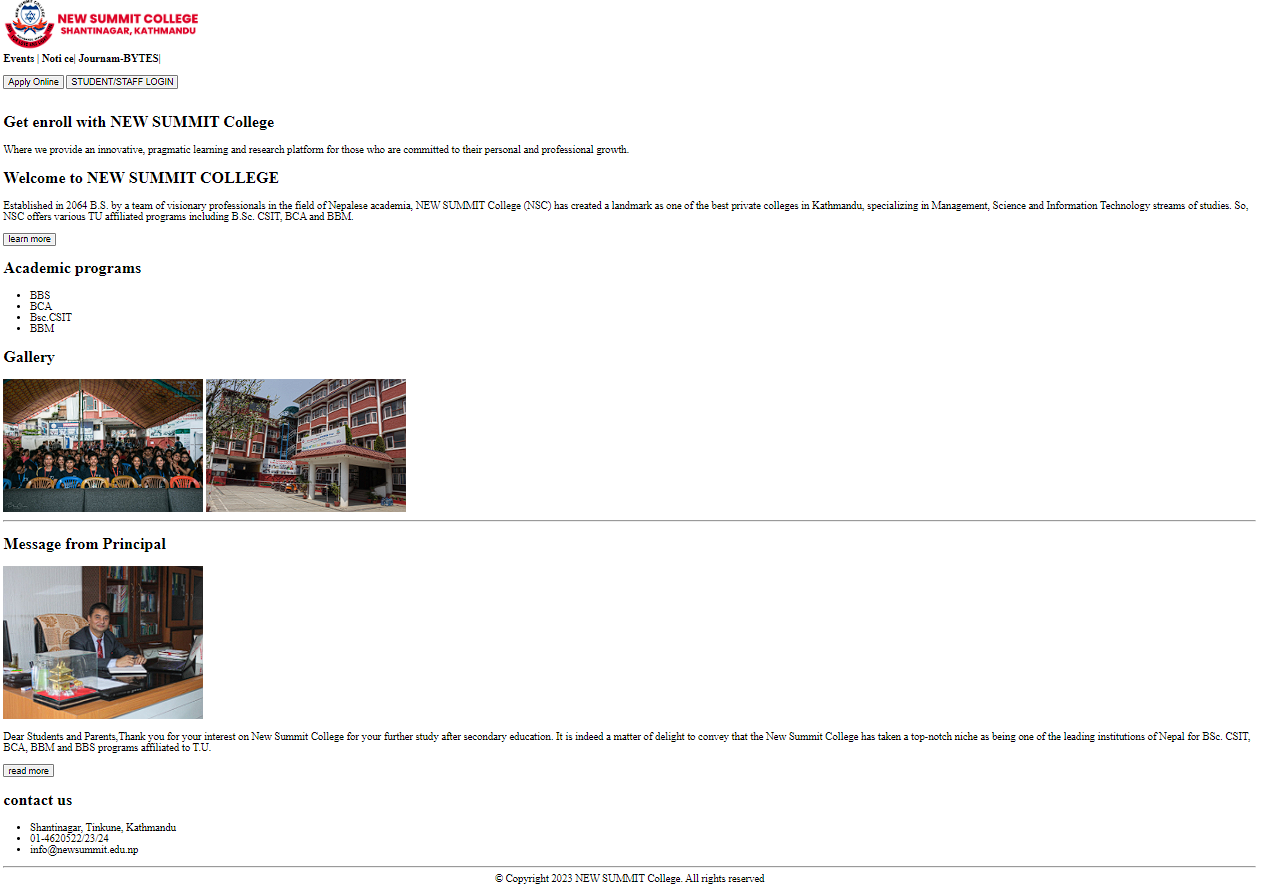 NEW SUMMIT COLLEGE
SHANTINAGAR, KATHMANDU
Events | Noti ce| Journam-BYTES|
Apply Online STUDENT/STAFF LOGIN
Get enroll with NEW SUMMIT College
Where we provide an innovative, pragmatic learning and research platform for those who are committed to their personal and professional growth.
Welcome to NEW SUMMIT COLLEGE
Established in 2064 B.S. by a team of visionary professionals in the field of Nepalese academia, NEW SUMMIT College (NSC) has created a landmark as one of the best private colleges in Kathmandu, specializing in Management, Science and Information Technology streams of studies. So,
NSC offers various TU affiliated programs including B.Sc. CSIT, BCA and BBM.
learn more
Academic programs
• BBS
• BCA
• Bsc.CSIT
• BBM
Gallery
Message from Principal
Dear Students and Parents,Thank you for your interest on New Summit College for your further study after secondary education. It is indeed a matter of delight to convey that the New Summit College has taken a top-notch niche as being one of the leading institutions of Nepal for BSc. CSIT,
BCA, BBM and BBS programs affiliated to T.U.
read more
contact us
• Shantinagar, Tinkune, Kathmandu
• 01-4620522/23/24
• info@newsummit.edu.np
© Copyright 2023 NEW SUMMIT College. All rights reserved